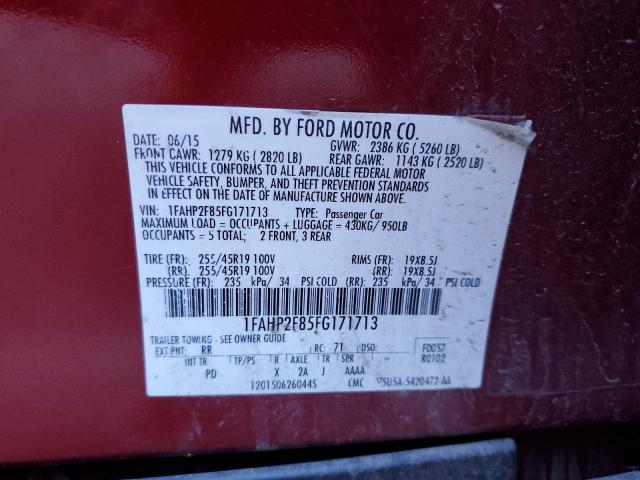 MFD. BY FORD MOTOR CO.
DATE: 06/15 GVWR: 2386 KG ( 5260 LB)
FRONT GAWR: 1279 KG ( 2820 LB) REAR GAWR: 1143 KG ( 2520 LB)
THIS VEHICLE CONFORMS TO ALL APPLICABLE FEDERAL MOTOR
VEHICLE SAFETY, BUMPER, AND THEFT PREVENTION STANDARDS
IN EFFECT ON THE DATE OF MANUFACTURE SHOWN ABOVE.
VIN: 1FAHP2F85FG171713 TYPE: Passenger Car
MAXIMUM LOAD = OCCUPANTS + LUGGAGE = 430KG/ 950LB
OCCUPANTS = 5 TOTAL; 2 FRONT, 3 REAR
TIRE (FR): 255/45R19 100V RIMS (FR): 19X8.5J
(RR): 255/45R19 100V (RR): 19X8.5J
PRESSURE (FR): 235 kPa/ 34 PSI COLD (RR): 235 kPa/ 34 PSI COLD
1FAHP2F85FG171713
TRAILER TOWING - SEE OWNER GUIDE
EXT PNT: RR RC: 71 DSO: F0057
INT TR TP/PS R AXLE TR SPR R0102
PD X 2A J AAAA
1201506260445 CMC 5USA-5420472-AA